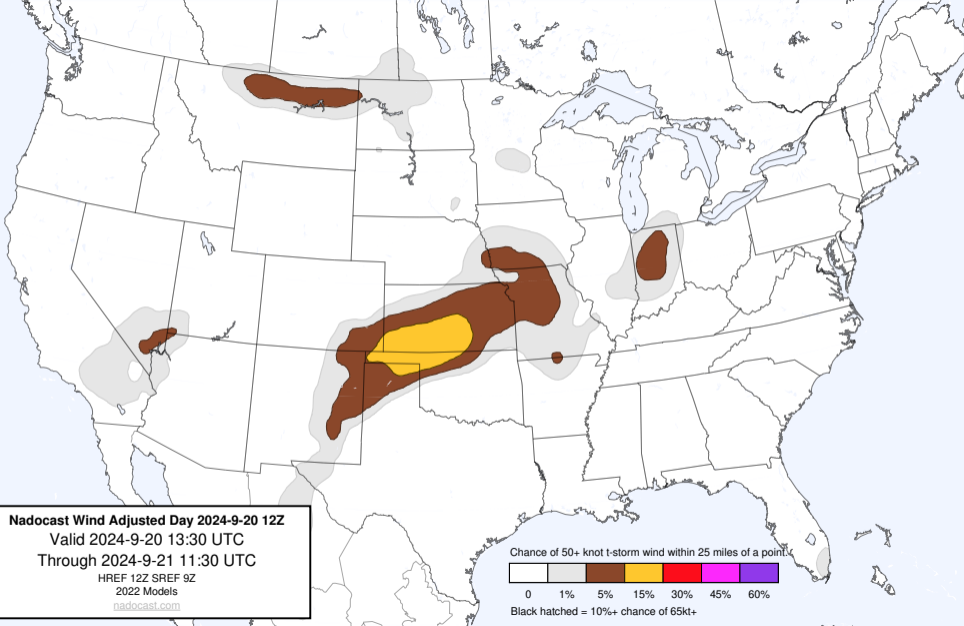 Nadocast Wind Adjusted Day 2024-9-20 12Z
Valid 2024-9-20 13:30 UTC
Through 2024-9-21 11:30 UTC
HREF 12Z SREF 9Z
2022 Models
nadocast.com
Chance of 50+ knot t-storm wind within 25 miles of a point.
0 1% 5% 15% 30% 45% 60%
Black hatched = 10%+ chance of 65kt+